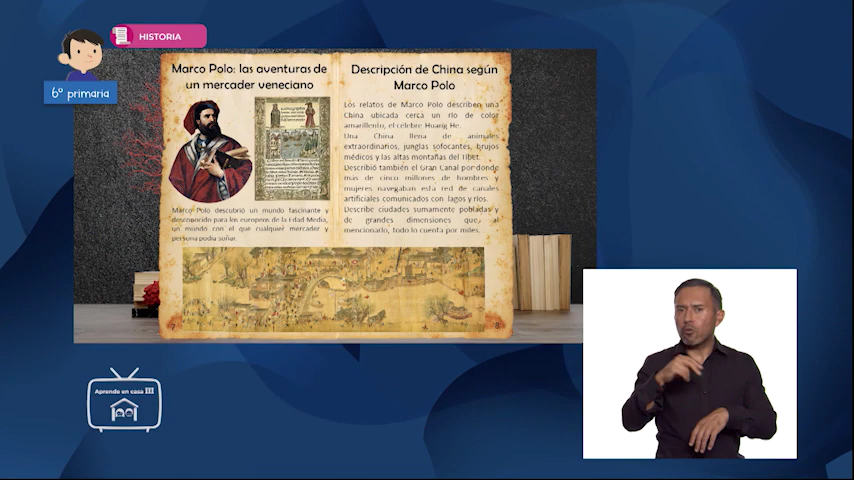 HISTORIA
6º primaria
Marco Polo: las aventuras de
un mercader veneciano
Marco Polo descubrió un mundo fascinante y
desconocido para los europeos de la Edad Media,
un mundo con el que cualquier mercader y
persona podía soñar.
7
Descripción de China según
Marco Polo
Los relatos de Marco Polo describen una
China ubicada cerca un río de color
amarillento, el célebre Huang He.
Una China llena de animales
extraordinarios, junglas sofocantes, brujos
médicos y las altas montañas del Tíbet.
Describió también el Gran Canal por donde
más de cinco millones de hombres y
mujeres navegaban esta red de canales
artificiales comunicados con lagos y ríos.
Describe ciudades sumamente pobladas y
de grandes dimensiones que, al
mencionarlo, todo lo cuenta por miles.
8
Aprende en casa III